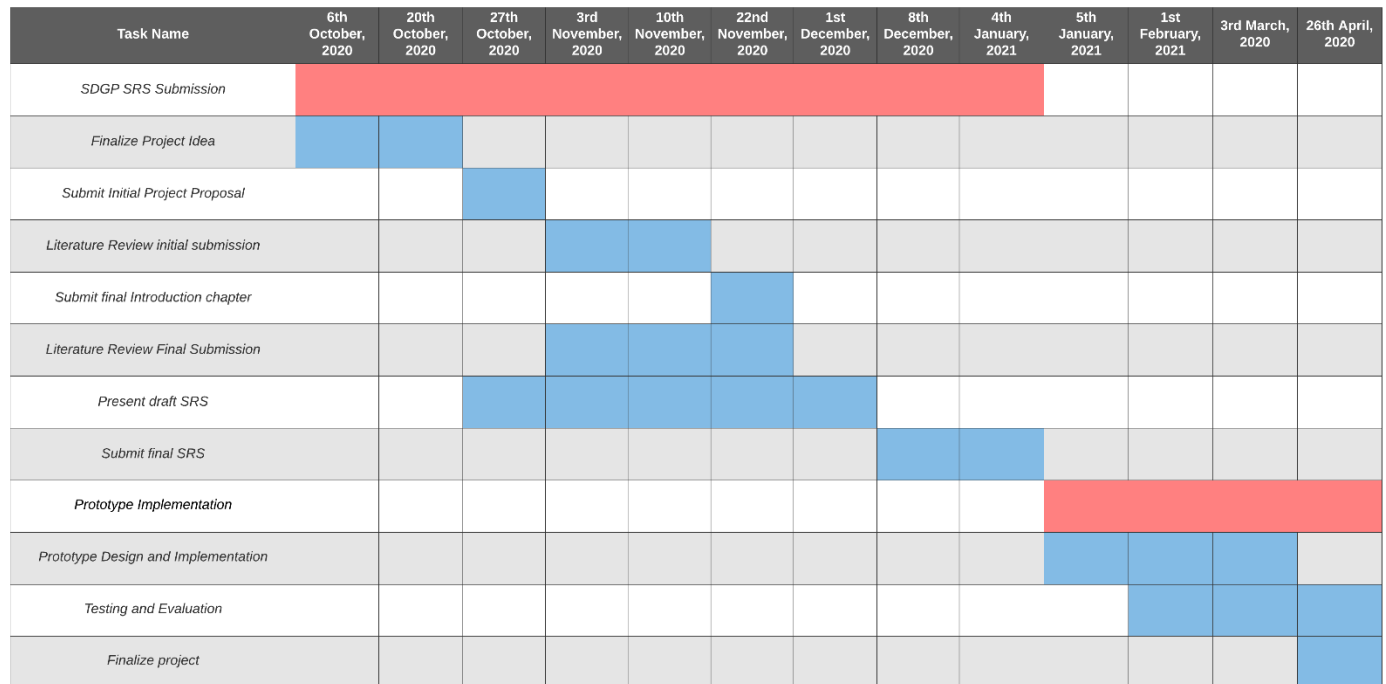 Task Name
6th
October,
2020
20th
October,
2020
27th
October,
2020
3rd
November,
2020
10th
November,
2020
22nd
November,
2020
1st
December,
2020
8th
December,
2020
4th
January,
2021
5th
January,
2021
1st
February,
2021
3rd March,
2020
26th April,
2020
SDGP SRS Submission
Finalize Project Idea
Submit Initial Project Proposal
Literature Review initial submission
Submit final Introduction chapter
Literature Review Final Submission
Present draft SRS
Submit final SRS
Prototype Implementation
Prototype Design and Implementation
Testing and Evaluation
Finalize project